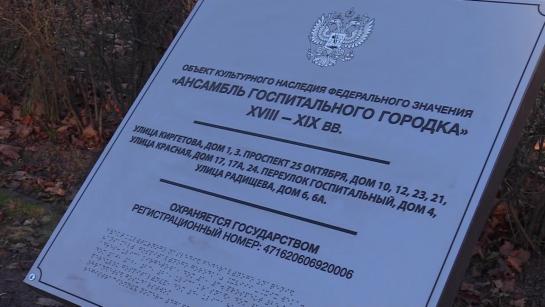 ОБЪЕКТ КУЛЬТУРНОГО НАСЛЕДИЯ ФЕДЕРАЛЬНОГО ЗНАЧЕНИЯ
«АНСАМБЛЬ ГОСПИТАЛЬНОГО ГОРОДКА»
XVIII – XIX ВВ.
УЛИЦА КИРГЕТОВА, ДОМ 1, 3. ПРОСПЕКТ 25 ОКТЯБРЯ, ДОМ 10, 12, 23, 21,
УЛИЦА КРАСНАЯ, ДОМ 17, 17А, 24. ПЕРЕУЛОК ГОСПИТАЛЬНЫЙ, ДОМ 4,
УЛИЦА РАДИЩЕВА, ДОМ 6, 6А.
ОХРАНЯЕТСЯ ГОСУДАРСТВОМ
РЕГИСТРАЦИОННЫЙ НОМЕР: 471620606920006